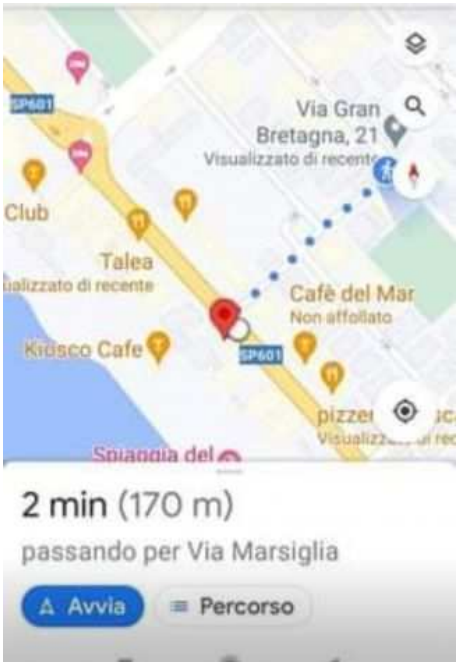 SP601
Via Gran
Bretagna, 21
Visualizzato di recente
Club
Talea
ualizzato di recente
Cafè del Mar
Non affollato
Kiosco Cafe
SP601
pizzer
Visualizz
Spiaggia del
2 min (170 m)
passando per Via Marsiglia
Avvia
Percorso